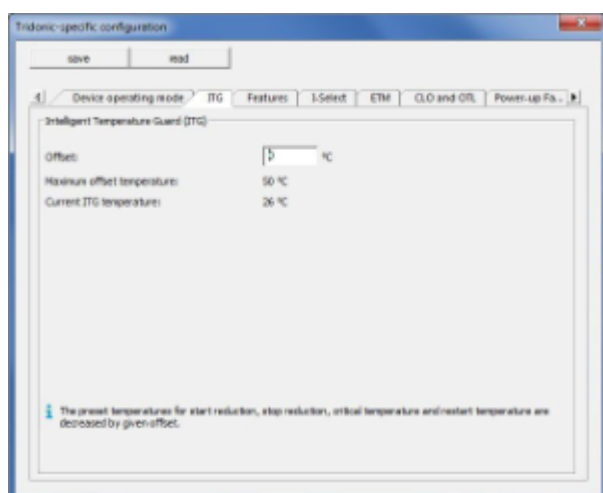 Tridonic-specific configuration
save read
Device operating mode ITG Features I-Select ETM CLO and OTL Power-up Fa...
Intelligent Temperature Guard (ITG)
Offset: °C
Maximum offset temperature: 50 °C
Current ITG temperature: 26 °C
The preset temperatures for start reduction, stop reduction, critical temperature and restart temperature are
decreased by given offset.